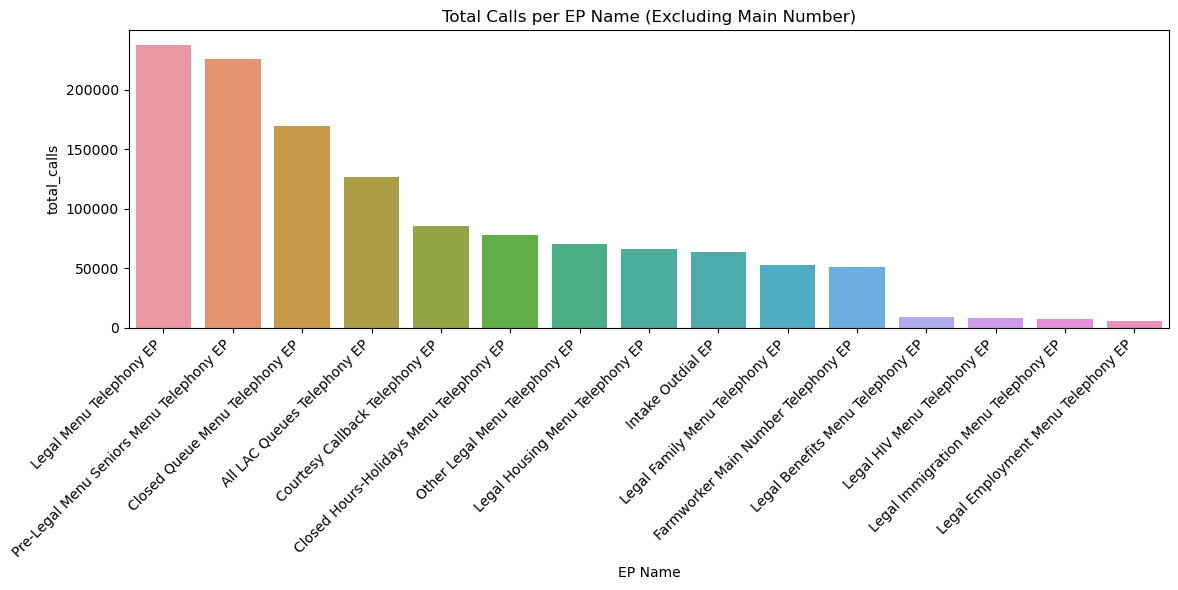 Total Calls per EP Name (Excluding Main Number)
total_calls
200000
150000
100000
50000
0
Legal Menu Telephony EP
Pre-Legal Menu Seniors Menu Telephony EP
Closed Queue Menu Telephony EP
All LAC Queues Telephony EP
Courtesy Callback Telephony EP
Closed Hours-Holidays Menu Telephony EP
Other Legal Menu Telephony EP
Legal Housing Menu Telephony EP
Intake Outdial EP
Legal Family Menu Telephony EP
Farmworker Main Number Telephony EP
Legal Benefits Menu Telephony EP
Legal HIV Menu Telephony EP
Legal Immigration Menu Telephony EP
Legal Employment Menu Telephony EP
EP Name